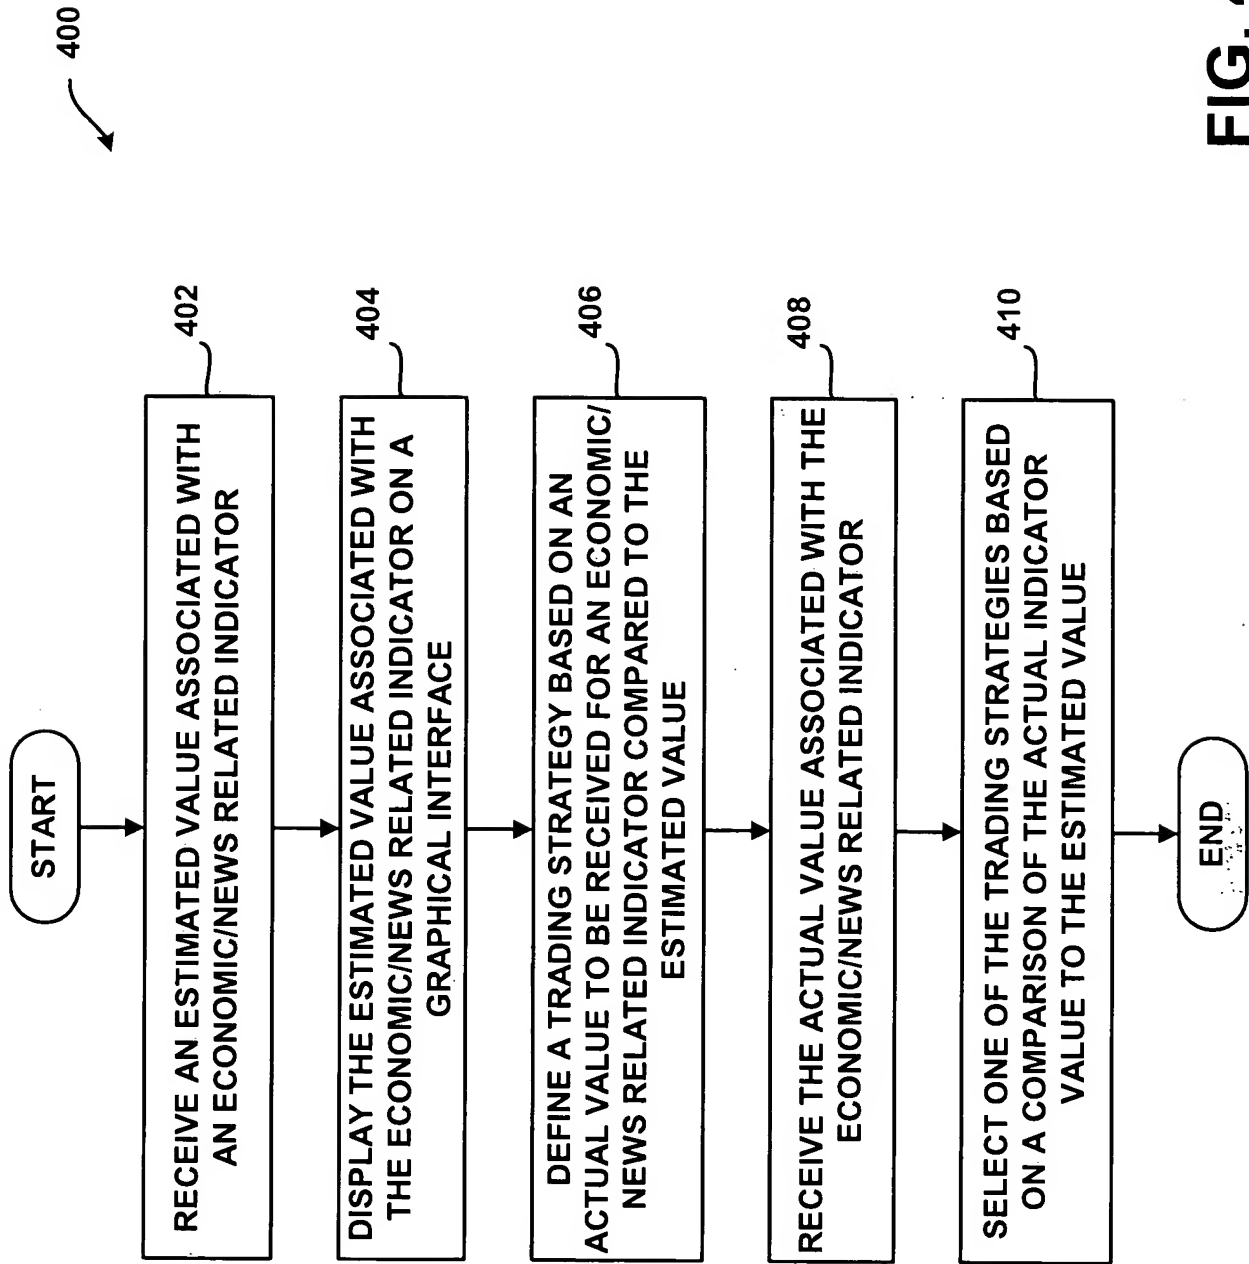 400
START
RECEIVE AN ESTIMATED VALUE ASSOCIATED WITH
AN ECONOMIC/NEWS RELATED INDICATOR
402
DISPLAY THE ESTIMATED VALUE ASSOCIATED WITH
THE ECONOMIC/NEWS RELATED INDICATOR ON A
GRAPHICAL INTERFACE
404
DEFINE A TRADING STRATEGY BASED ON AN
ACTUAL VALUE TO BE RECEIVED FOR AN ECONOMIC/
NEWS RELATED INDICATOR COMPARED TO THE
ESTIMATED VALUE
406
RECEIVE THE ACTUAL VALUE ASSOCIATED WITH THE
ECONOMIC/NEWS RELATED INDICATOR
408
SELECT ONE OF THE TRADING STRATEGIES BASED
ON A COMPARISON OF THE ACTUAL INDICATOR
VALUE TO THE ESTIMATED VALUE
410
END
FIG.